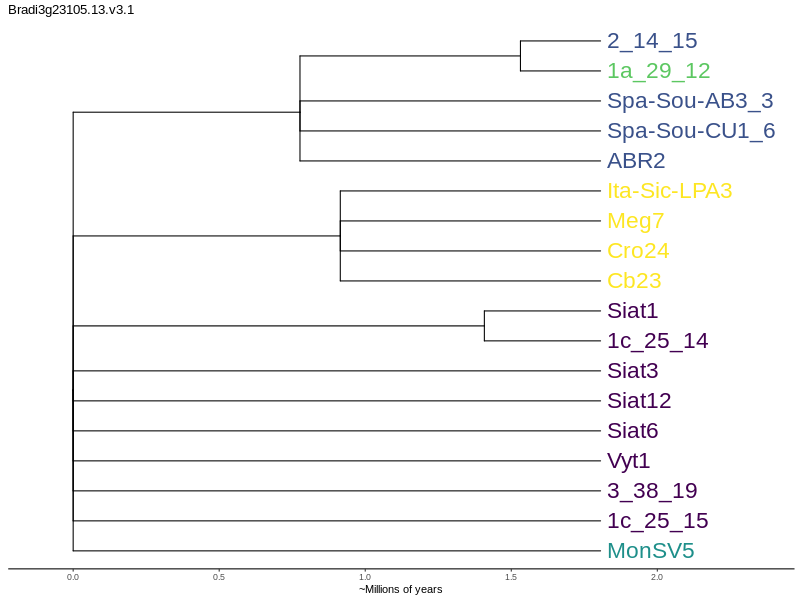 Bradi3g23105.13.v3.1
2_14_15
1a_29_12
Spa-Sou-AB3_3
Spa-Sou-CU1_6
ABR2
Ita-Sic-LPA3
Meg7
Cro24
Cb23
Siat1
1c_25_14
Siat3
Siat12
Siat6
Vyt1
3_38_19
1c_25_15
MonSV5
0.0 0.5 1.0 1.5 2.0
~Millions of years